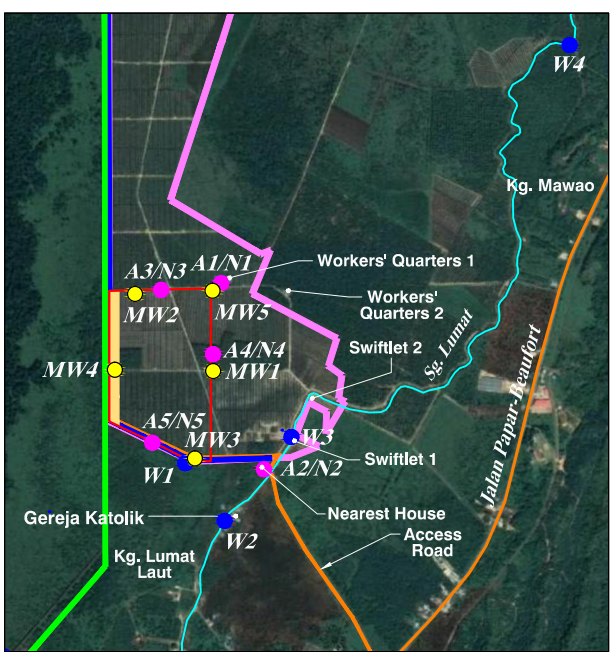 W4
Kg. Mawao
A1/N1
A3/N3
Workers' Quarters 1
MW5
MW2
Workers'
Quarters 2
Sg. Lumat
Jalan Papar-Beaufort
A4/N4
Swiftlet 2
MW4
MW1
A5/N5
W3
MW3
Swiftlet 1
W1
A2/N2
Nearest House
Gereja Katolik
W2
Access
Road
Kg. Lumat
Laut